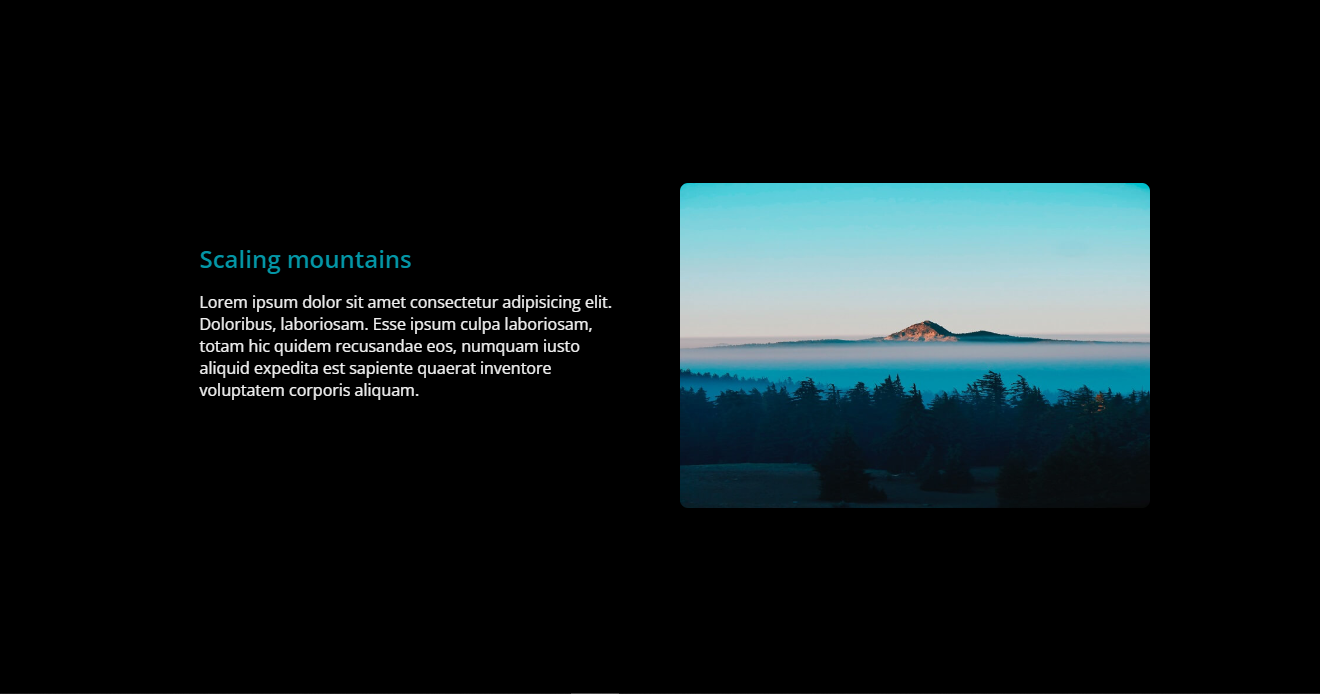 Scaling mountains
Lorem ipsum dolor sit amet consectetur adipisicing elit.
Doloribus, laboriosam. Esse ipsum culpa laboriosam,
totam hic quidem recusandae eos, numquam iusto
aliquid expedita est sapiente quaerat inventore
voluptatem corporis aliquam.